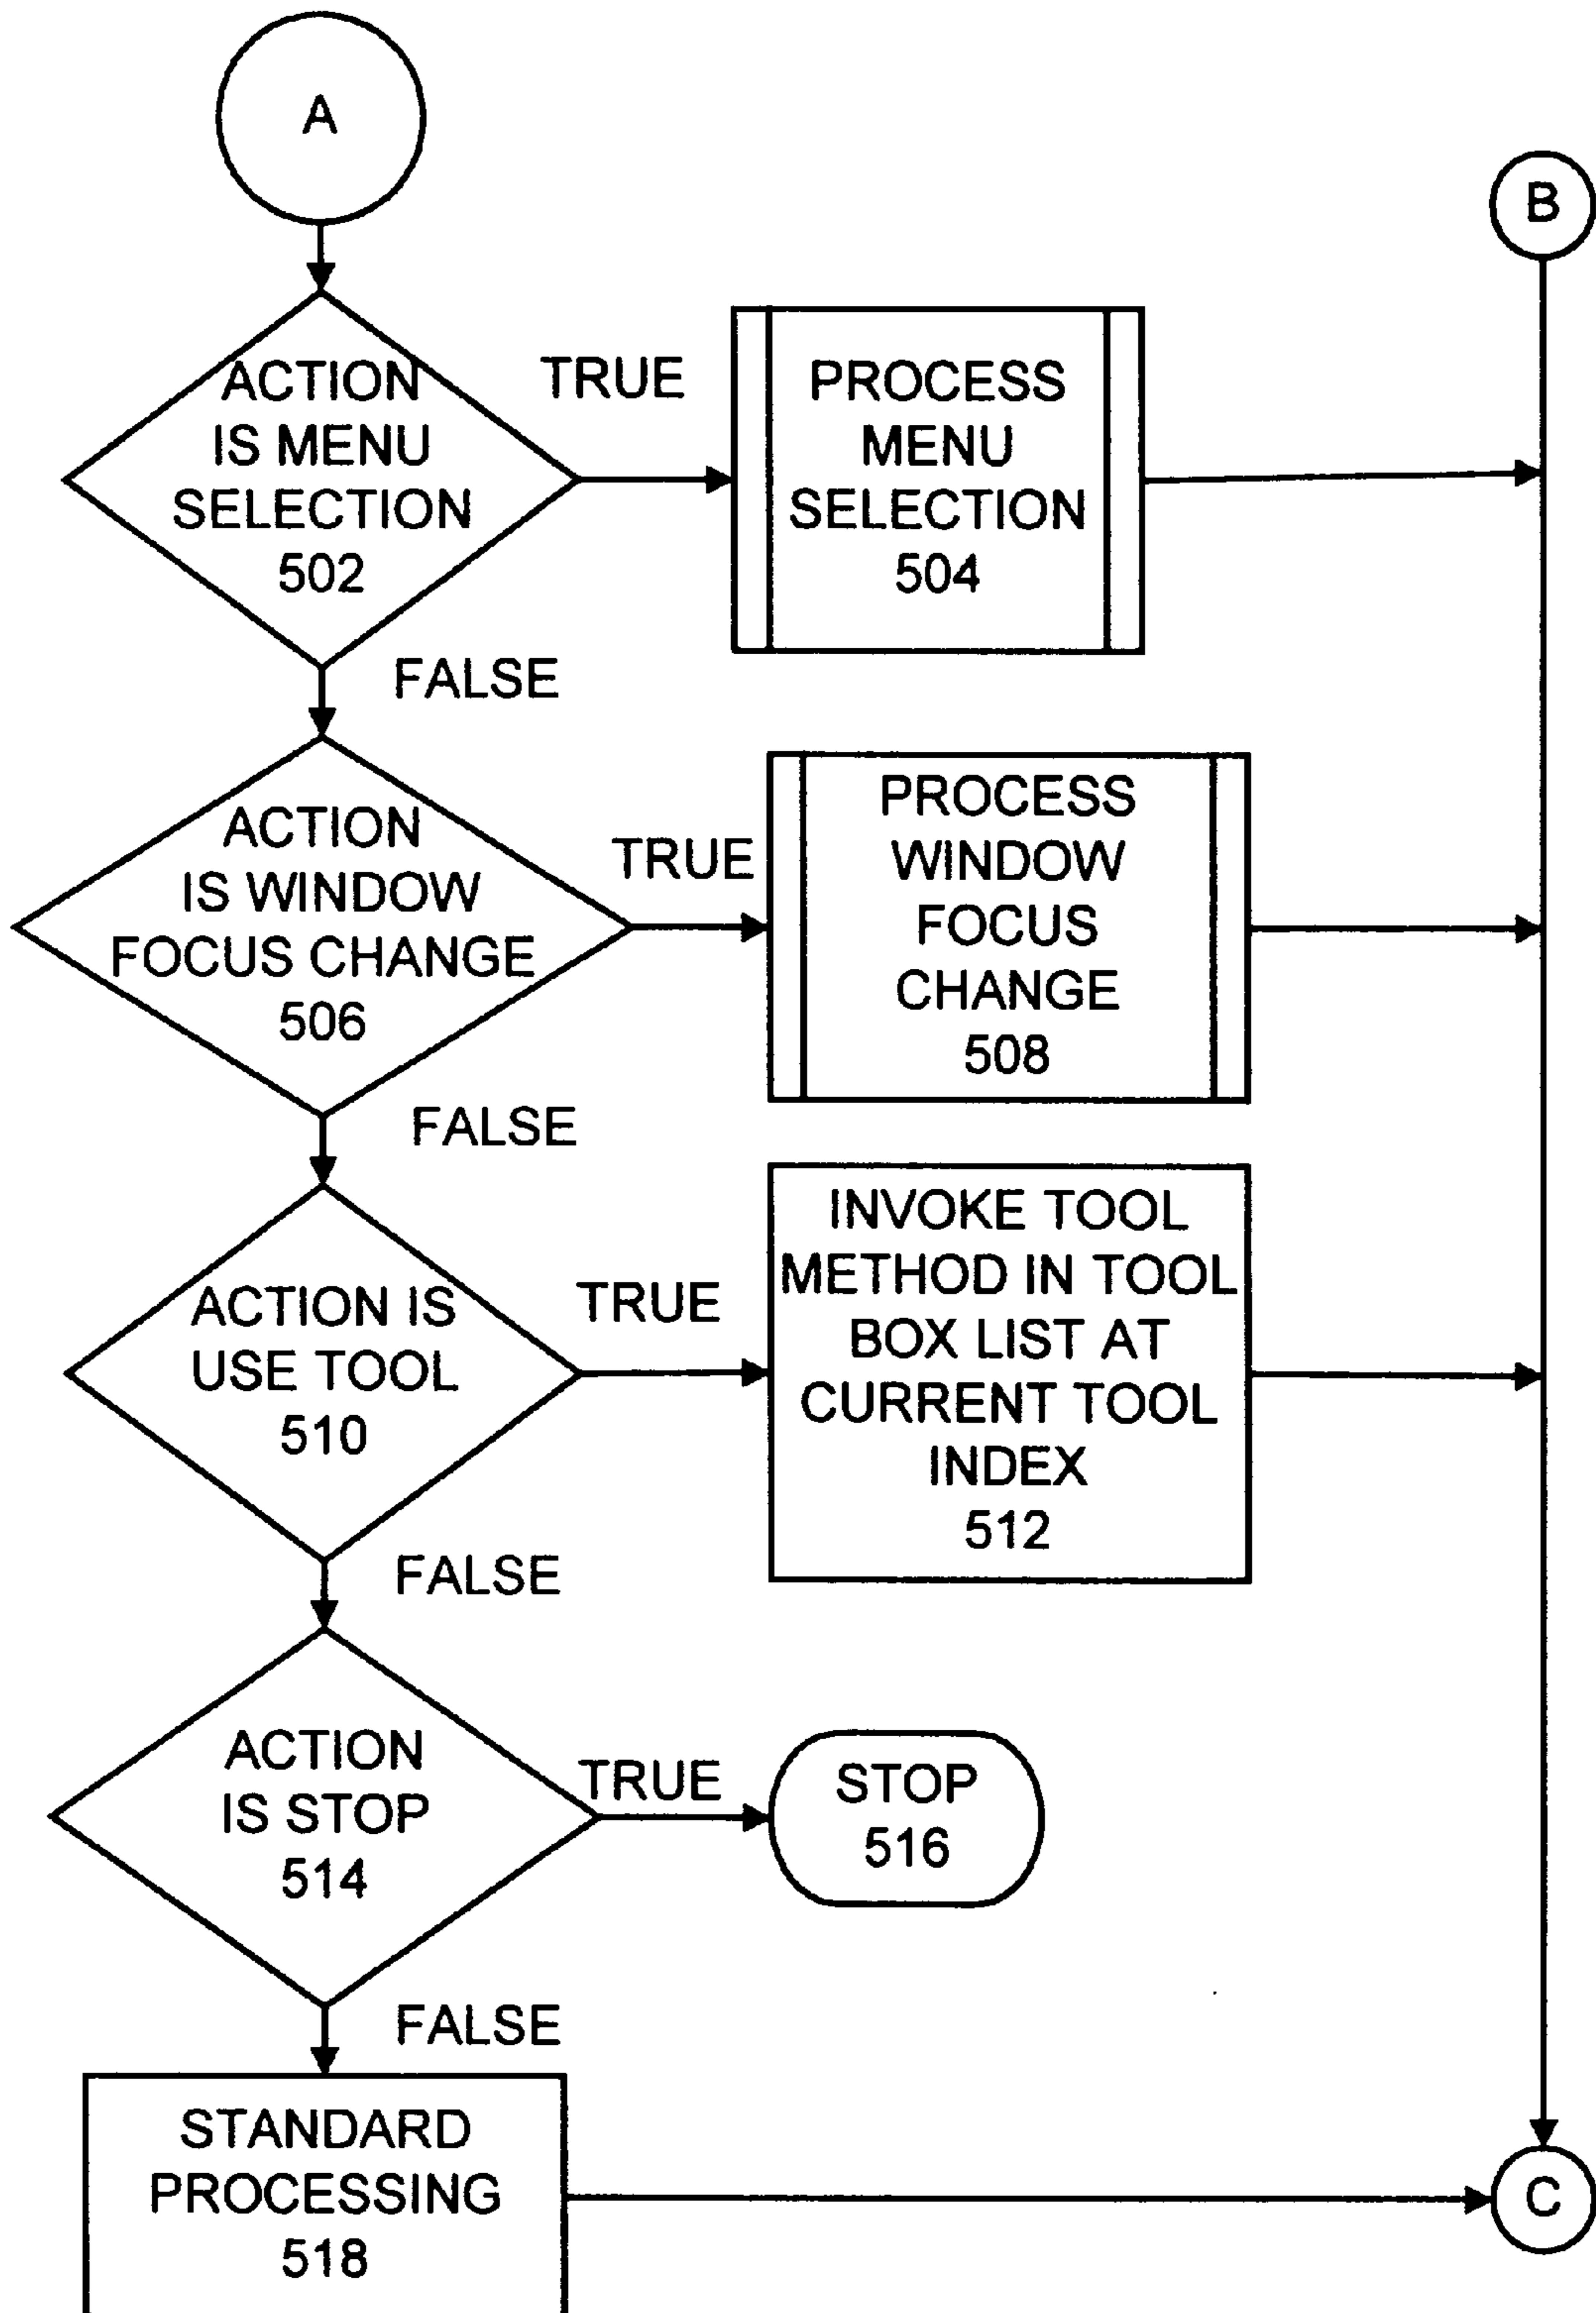 A
B
ACTION
IS MENU
SELECTION
502
TRUE
PROCESS
MENU
SELECTION
504
FALSE
ACTION
IS WINDOW
FOCUS CHANGE
506
TRUE
PROCESS
WINDOW
FOCUS
CHANGE
508
FALSE
ACTION IS
USE TOOL
510
TRUE
INVOKE TOOL
METHOD IN TOOL
BOX LIST AT
CURRENT TOOL
INDEX
512
FALSE
ACTION
IS STOP
514
TRUE
STOP
516
FALSE
STANDARD
PROCESSING
518
C